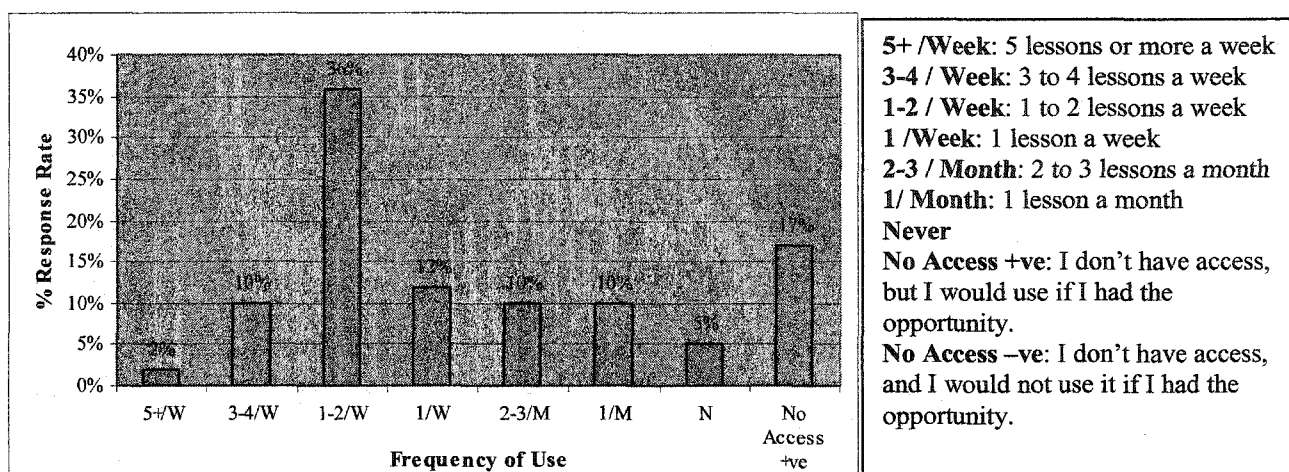 40%
35%
30%
25%
20%
15%
10%
5%
0%
% Response Rate
2%
10%
36%
12%
10%
10%
5%
17%
5+/W 3-4/W 1-2/W 1/W 2-3/M 1/M N No
Access
+ve
Frequency of Use
5+ /Week: 5 lessons or more a week
3-4 / Week: 3 to 4 lessons a week
1-2 / Week: 1 to 2 lessons a week
1 /Week: 1 lesson a week
2-3 / Month: 2 to 3 lessons a month
1/ Month: 1 lesson a month
Never
No Access +ve: I don't have access,
but I would use if I had the
opportunity.
No Access –ve: I don't have access,
and I would not use it if I had the
opportunity.